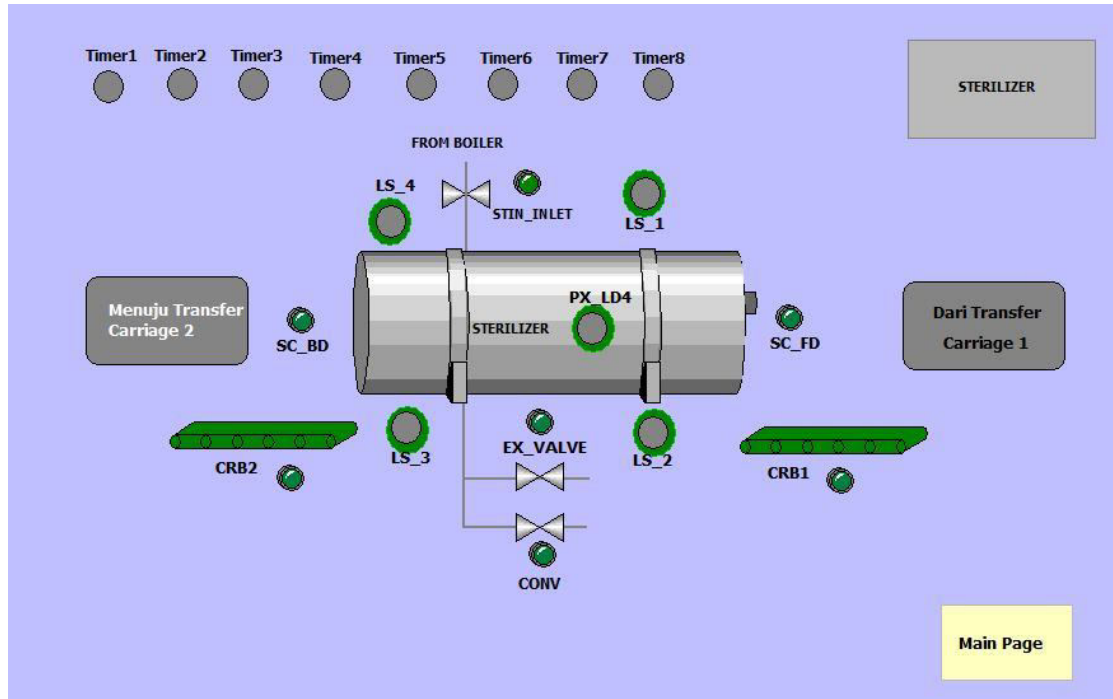 Timer1 Timer2 Timer3 Timer4 Timer5 Timer6 Timer7 Timer8
STERILIZER
FROM BOILER
LS_4
STIN_INLET
LS_1
Menuju Transfer
Carriage 2
SC_BD
STERILIZER
PX_LD4
SC_FD
Dari Transfer
Carriage 1
CRB2
LS_3
EX_VALVE
LS_2
CRB1
CONV
Main Page